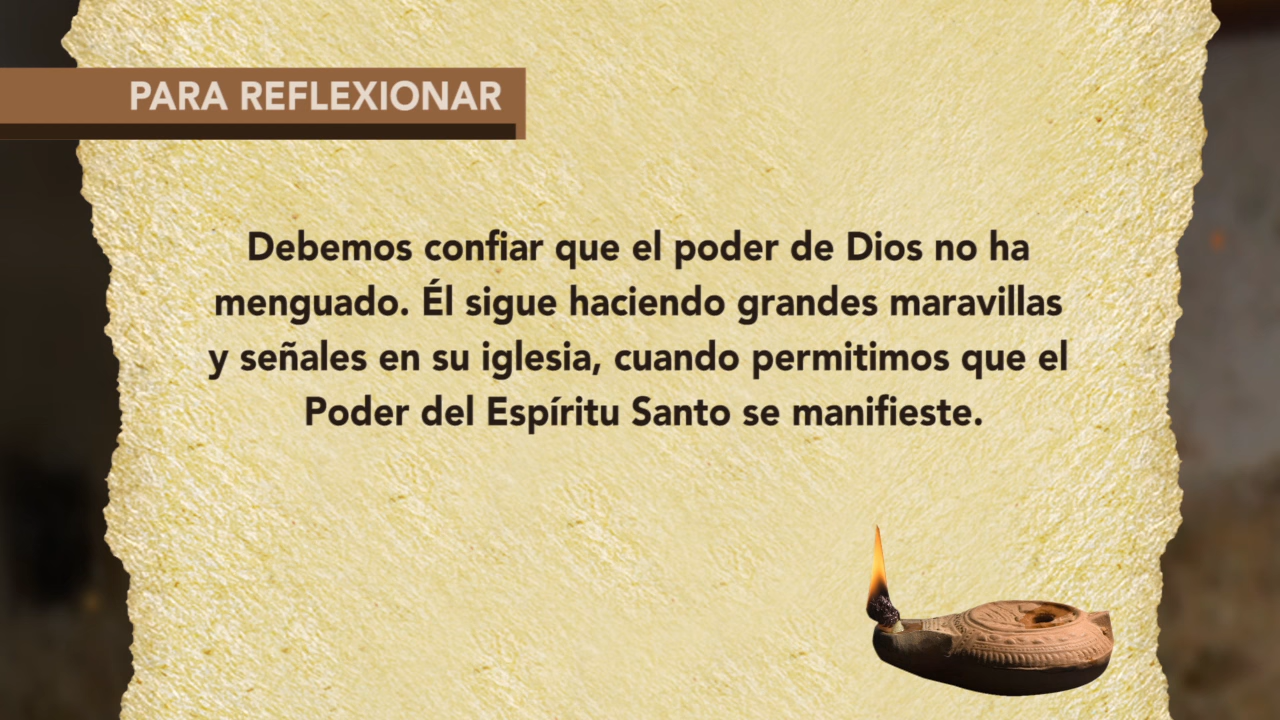 PARA REFLEXIONAR
Debemos confiar que el poder de Dios no ha
menguado. Él sigue haciendo grandes maravillas
y señales en su iglesia, cuando permitimos que el
Poder del Espíritu Santo se manifieste.